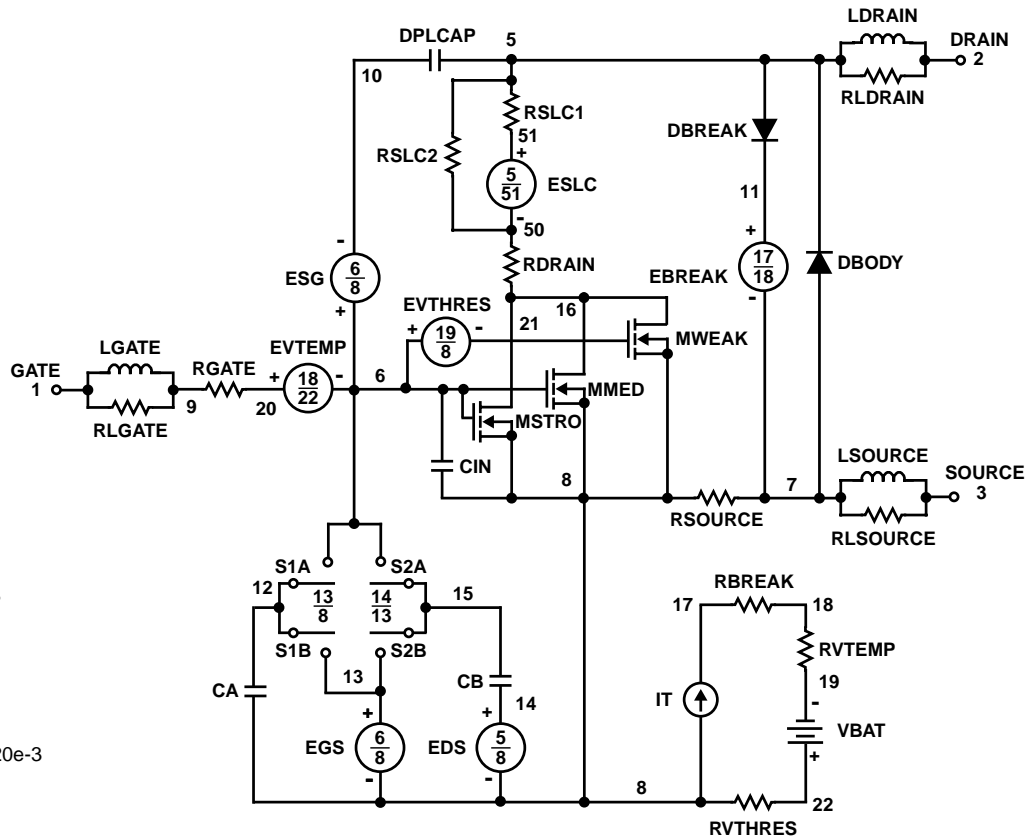 LDRAIN
DPLCAP 5 DRAIN
10 2
RLDRAIN
RSLC1
DBREAK
51
RSLC2 +
5
51
ESLC
11
-
50
-
+
17
18
EBREAK
DBODY
-
RDRAIN
6
8
ESG
+
EVTHRES
16
21
+
19
8
-
MWEAK
LGATE
EVTEMP
GATE
1
RGATE
+
18
22
-
6
MMED
9
20
MSTRO
RLGATE
CIN
LSOURCE
8
7
SOURCE
3
RSOURCE
RLSOURCE
S1A
S2A
12
13
8
14
13
15
RBREAK
17
18
S1B
S2B
RVTEMP
13
CB
CA
19
14
IT
-
+
+
VBAT
EGS
6
8
EDS
5
8
+
-
-
20e-3
8
22
RVTHRES